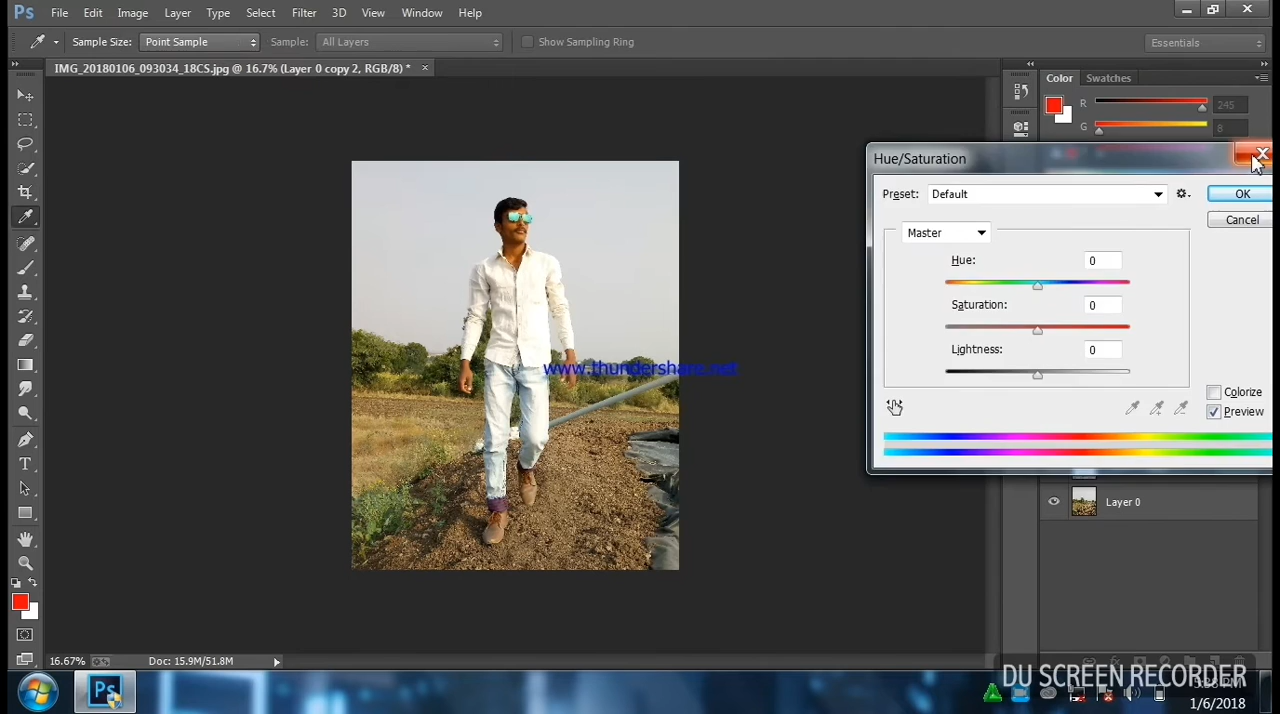 Ps File Edit Image Layer Type Select Filter 3D View Window Help
Sample Size: Point Sample Sample: All Layers Show Sampling Ring Essentials
IMG_20180106_093034_18CS.jpg @ 16.7% (Layer 0 copy 2, RGB/8) * ×
Color Swatches
R 245
G 8
Hue/Saturation
Preset: Default OK
Cancel
Master
Hue: 0
Saturation: 0
Lightness: 0
Colorize
Preview
www.thundershare.net
Layer 0
T
16.67% Doc: 15.9M/51.8M
DU SCREEN RECORDER
Ps
1/6/2018